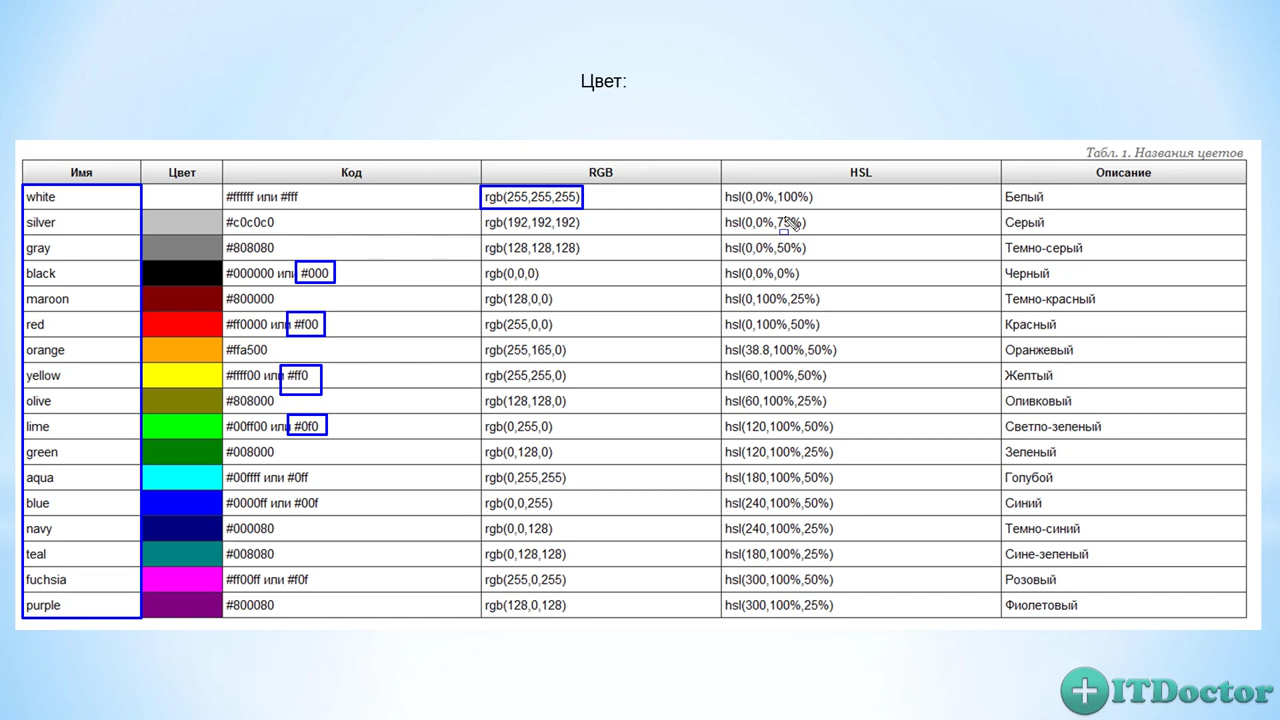 Цвет:
Табл. 1. Названия цветов
Имя Цвет Код RGB HSL Описание
white #ffffff или #fff rgb(255,255,255) hsl(0,0%,100%) Белый
silver #c0c0c0 rgb(192,192,192) hsl(0,0%,75%) Серый
gray #808080 rgb(128,128,128) hsl(0,0%,50%) Темно-серый
black #000000 или #000 rgb(0,0,0) hsl(0,0%,0%) Черный
maroon #800000 rgb(128,0,0) hsl(0,100%,25%) Темно-красный
red #ff0000 или #f00 rgb(255,0,0) hsl(0,100%,50%) Красный
orange #ffa500 rgb(255,165,0) hsl(38.8,100%,50%) Оранжевый
yellow #ffff00 или #ff0 rgb(255,255,0) hsl(60,100%,50%) Желтый
olive #808000 rgb(128,128,0) hsl(60,100%,25%) Оливковый
lime #00ff00 или #0f0 rgb(0,255,0) hsl(120,100%,50%) Светло-зеленый
green #008000 rgb(0,128,0) hsl(120,100%,25%) Зеленый
aqua #00ffff или #0ff rgb(0,255,255) hsl(180,100%,50%) Голубой
blue #0000ff или #00f rgb(0,0,255) hsl(240,100%,50%) Синий
navy #000080 rgb(0,0,128) hsl(240,100%,25%) Темно-синий
teal #008080 rgb(0,128,128) hsl(180,100%,25%) Сине-зеленый
fuchsia #ff00ff или #f0f rgb(255,0,255) hsl(300,100%,50%) Розовый
purple #800080 rgb(128,0,128) hsl(300,100%,25%) Фиолетовый
ITDoctor